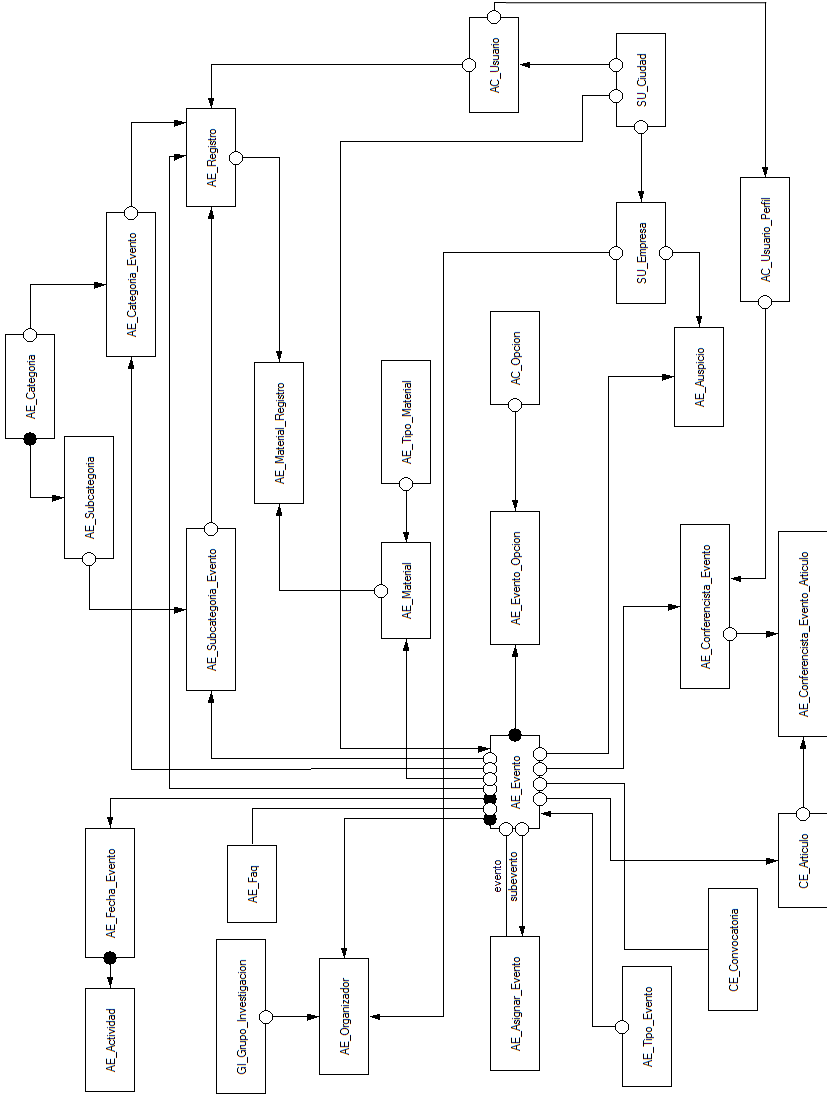 AC_Usuario
SU_Ciudad
AE_Registro
AC_Usuario_Perfil
AE_Categoria_Evento
SU_Empresa
AE_Categoria
AE_Material_Registro
AE_Tipo_Material
AC_Opcion
AE_Auspicio
AE_Subcategoria
AE_Subcategoria_Evento
AE_Material
AE_Evento_Opcion
AE_Conferencista_Evento
AE_Conferencista_Evento_Articulo
AE_Evento
AE_Fecha_Evento
AE_Faq
evento
subevento
CE_Articulo
CE_Convocatoria
AE_Actividad
GI_Grupo_Investigacion
AE_Organizador
AE_Asignar_Evento
AE_Tipo_Evento